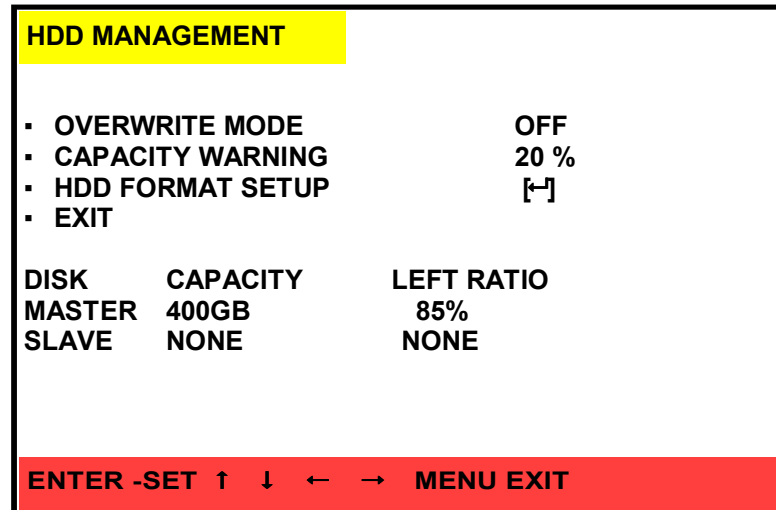 HDD MANAGEMENT
▪ OVERWRITE MODE OFF
▪ CAPACITY WARNING 20 %
▪ HDD FORMAT SETUP [↵]
▪ EXIT
DISK CAPACITY LEFT RATIO
MASTER 400GB 85%
SLAVE NONE NONE
ENTER -SET ↑ ↓ ← → MENU EXIT